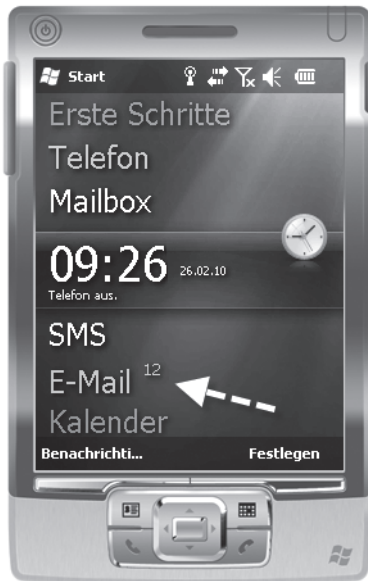 Start
Erste Schritte
Telefon
Mailbox
09:26 26.02.10
Telefon aus.
SMS
E-Mail 12
Kalender
Benachrichti... Festlegen